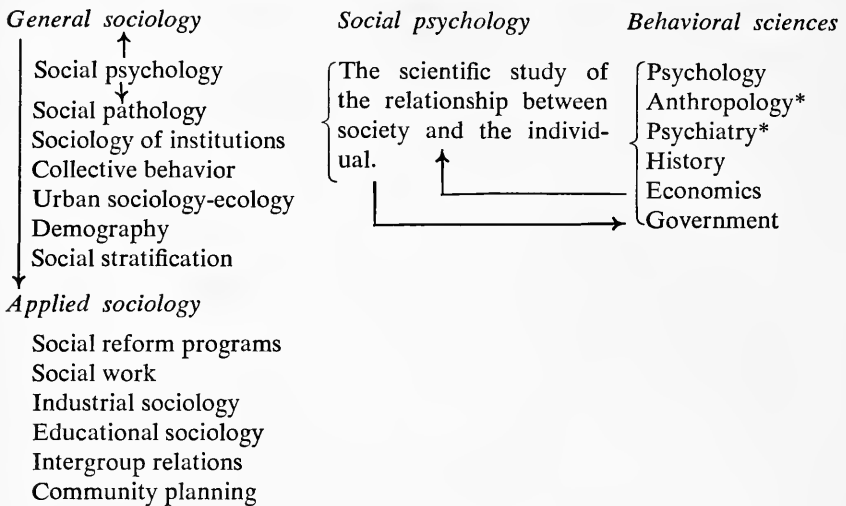 General sociology
Social psychology
Social pathology
Sociology of institutions
Collective behavior
Urban sociology-ecology
Demography
Social stratification
Applied sociology
Social reform programs
Social work
Industrial sociology
Educational sociology
Intergroup relations
Community planning
Social psychology
The scientific study of
the relationship between
society and the individ-
ual.
Behavioral sciences
Psychology
Anthropology*
Psychiatry*
History
Economics
Government